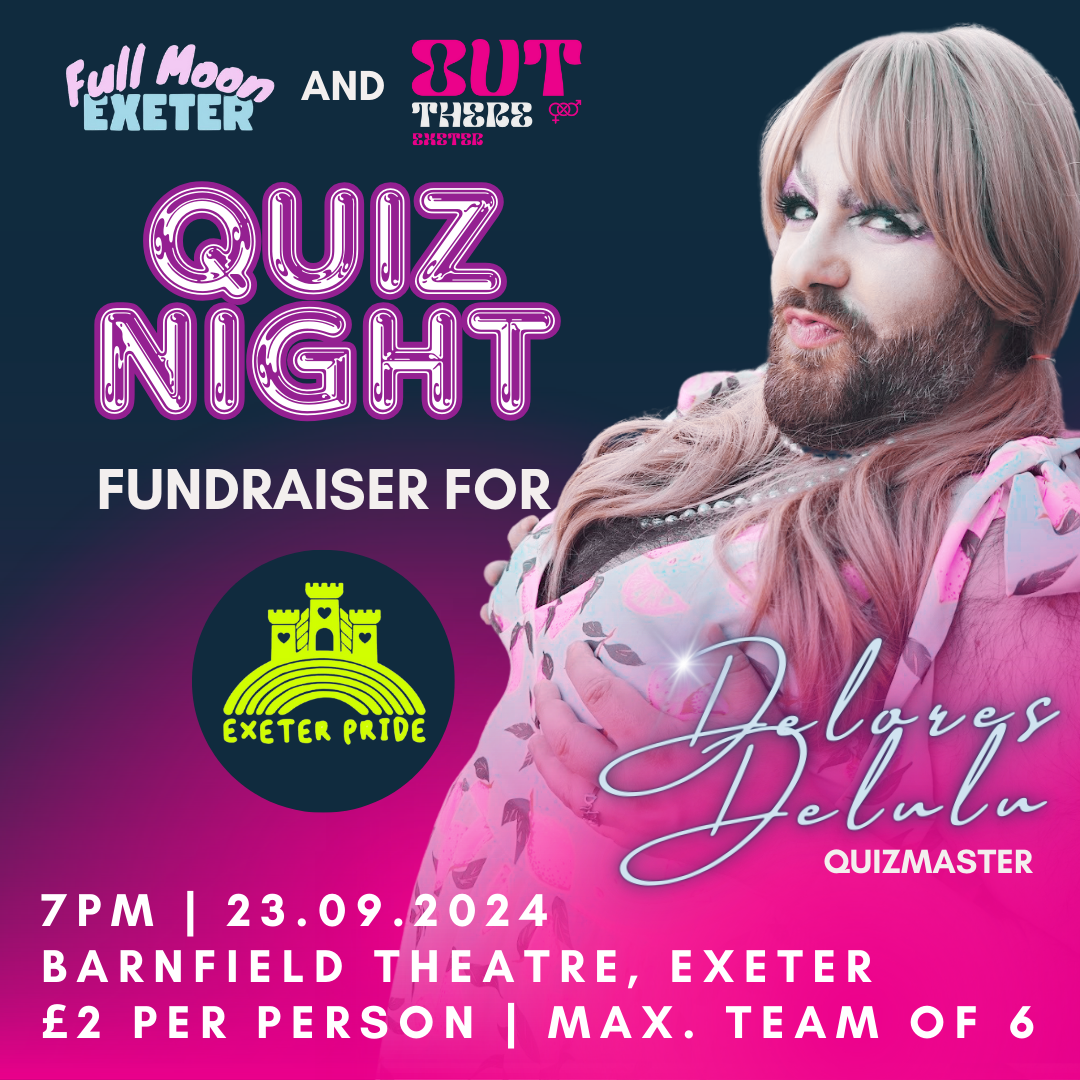 Full Moon
EXETER
AND
OUT
THERE
EXETER
QUIZ
NIGHT
FUNDRAISER FOR
EXETER PRIDE
Delores
Delulu
QUIZMASTER
7PM | 23.09.2024
BARNFIELD THEATRE, EXETER
£2 PER PERSON | MAX. TEAM OF 6